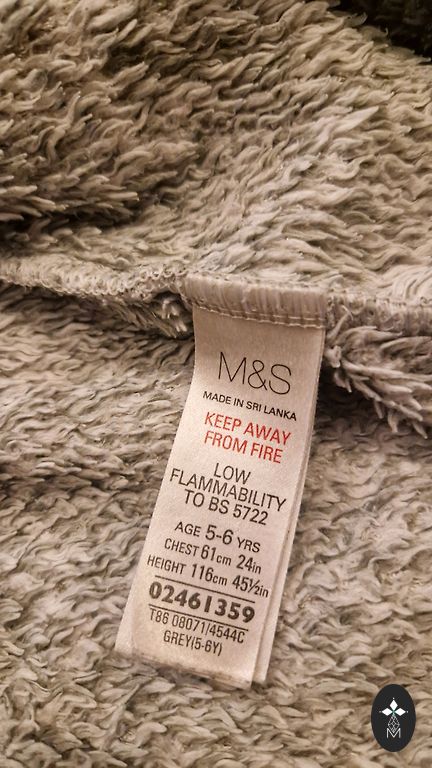 M&S
MADE IN SRI LANKA
KEEP AWAY
FROM FIRE
LOW
FLAMMABILITY
TO BS 5722
AGE 5-6 YRS
CHEST 61cm 24in
HEIGHT 116cm 45½in
02461359
T86 08071/4544C
GREY(5-6Y)
M